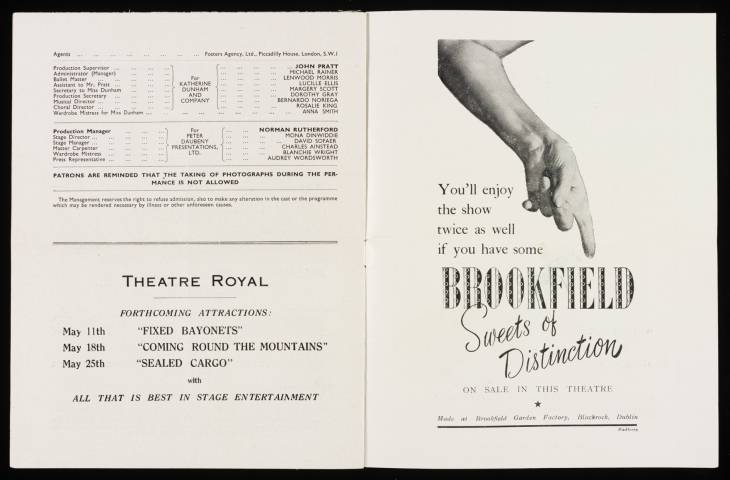 Agents ... ... ... ... ... ... ... Fosters Agency, Ltd., Piccadilly House, London, S.W.1
Production Supervisor ... ... ... ... ... ... ... ... JOHN PRATT
Administrator (Manager) ... ... ... ... ... ... MICHAEL RAINER
Ballet Master ... ... ... ... For ... ... ... ... LENWOOD MORRIS
Assistant to Mr. Pratt ... ... ... KATHERINE ... ... ... ... LUCILLE ELLIS
Secretary to Miss Dunham ... ... DUNHAM ... ... ... MARGERY SCOTT
Production Secretary ... ... ... AND ... ... ... ... DOROTHY GRAY
Musical Director ... ... ... ... COMPANY ... ... ... BERNARDO NORIEGA
Choral Director ... ... ... ... ... ... ... ROSALIE KING
Wardrobe Mistress for Miss Dunham ... ... ... ... ... ... ... ... ANNA SMITH
Production Manager ... ... For ... ... NORMAN RUTHERFORD
Stage Director ... ... ... ... PETER ... ... ... MONA DINWIDDIE
Stage Manager ... ... ... ... DAUBENY ... ... ... ... DAVID SOFAER
Master Carpenter ... ... ... PRESENTATIONS, ... ... ... CHARLES AINSTEAD
Wardrobe Mistress ... ... ... LTD. ... ... ... BLANCHE WRIGHT
Press Representative ... ... ... ... ... ... AUDREY WORDSWORTH
PATRONS ARE REMINDED THAT THE TAKING OF PHOTOGRAPHS DURING THE PER-
MANCE IS NOT ALLOWED
The Management reserves the right to refuse admission, also to make any alteration in the cast or the programme
which may be rendered necessary by illness or other unforeseen causes.
THEATRE ROYAL
FORTHCOMING ATTRACTIONS:
May 11th "FIXED BAYONETS"
May 18th "COMING ROUND THE MOUNTAINS"
May 25th "SEALED CARGO"
with
ALL THAT IS BEST IN STAGE ENTERTAINMENT
You'll enjoy
the show
twice as well
if you have some
BROOKFIELD
Sweets of
Distinction
ON SALE IN THIS THEATRE
★
Made at Brookfield Garden Factory, Blackrock, Dublin